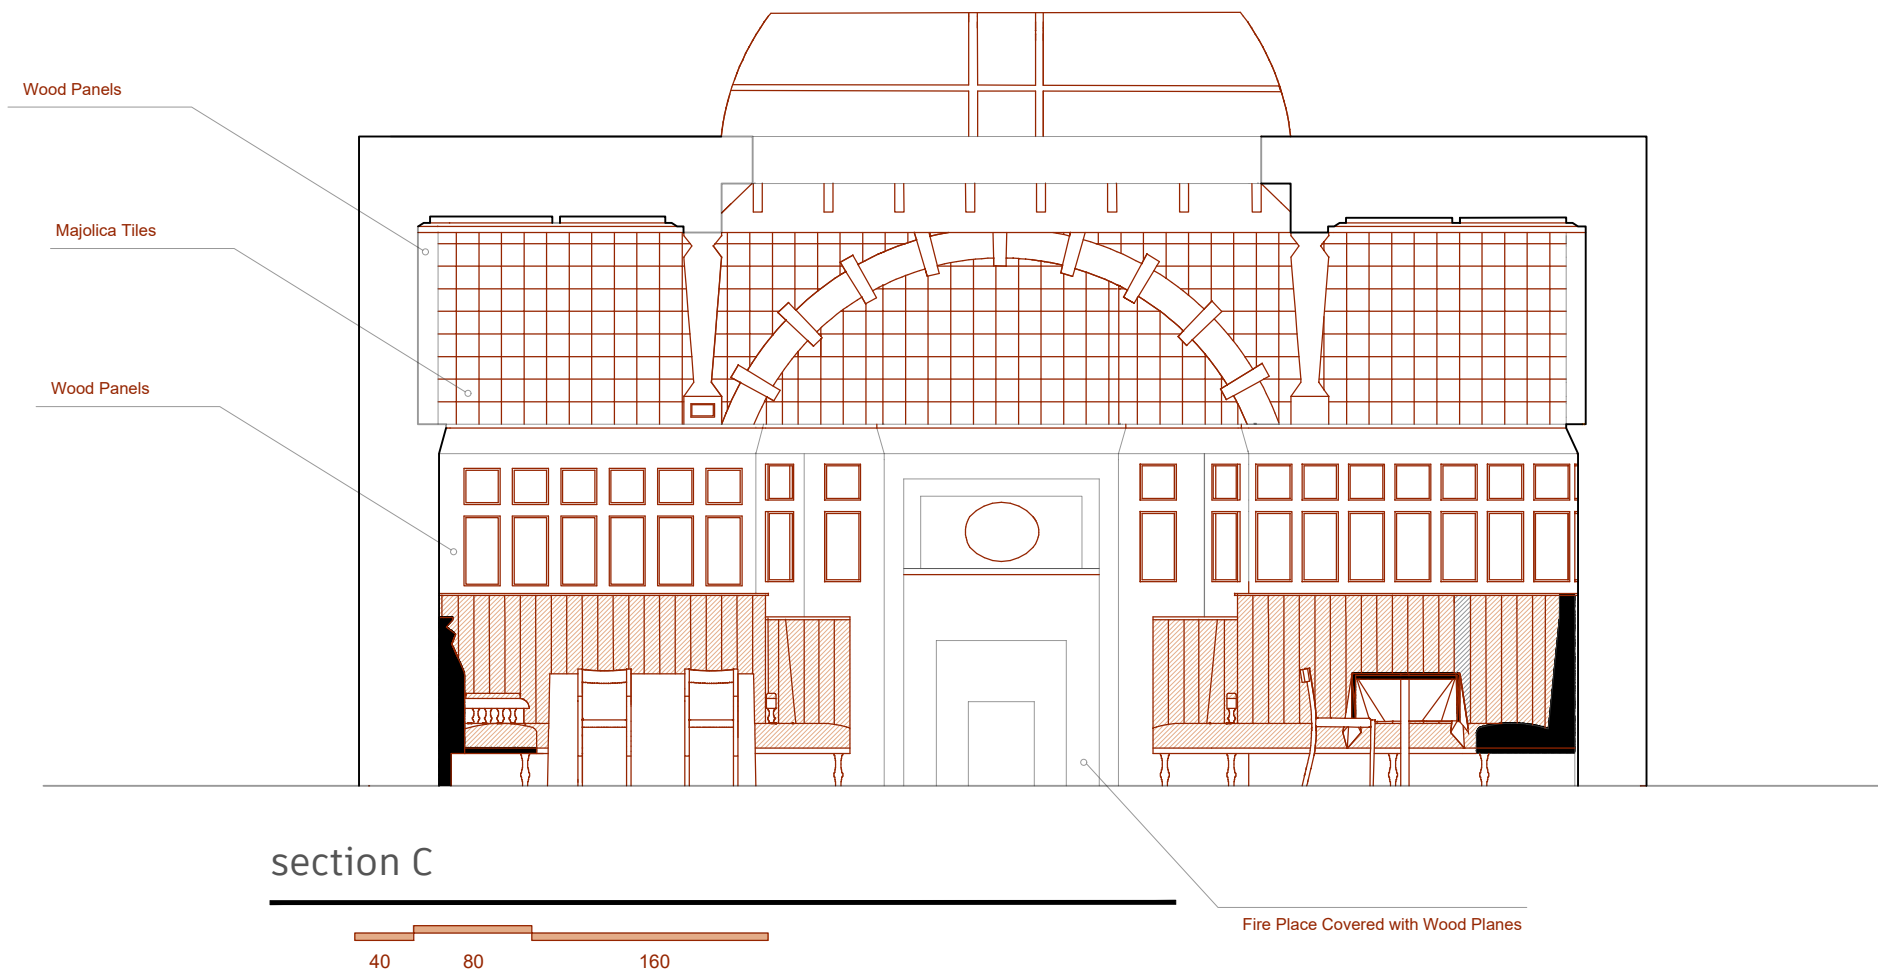 Wood Panels
Majolica Tiles
Wood Panels
section C
Fire Place Covered with Wood Planes
40 80 160